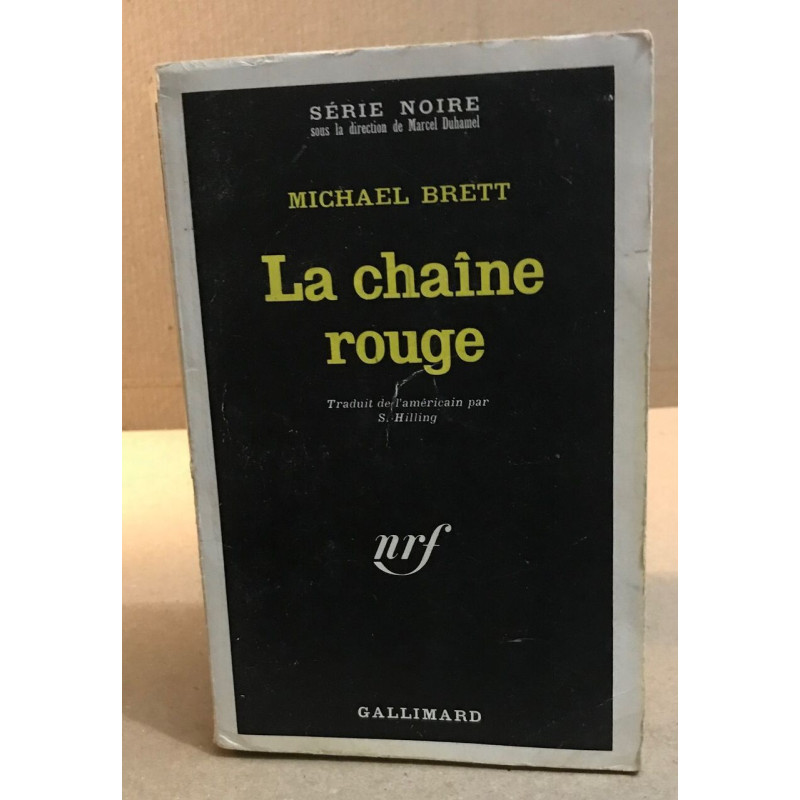 SÉRIE NOIRE
sous la direction de Marcel Duhamel
MICHAEL BRETT
La chaîne
rouge
Traduit de l'américain par
S. Hilling
nrf
GALLIMARD